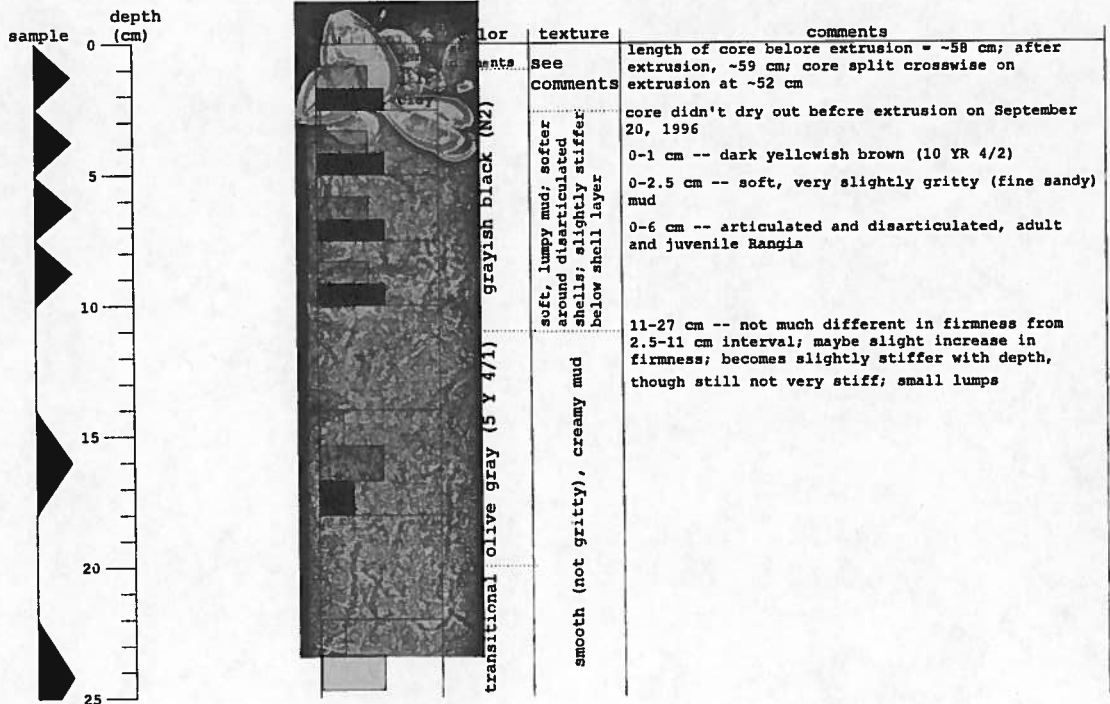 depth
sample (cm)
0
5
10
15
20
25
lor
texture
comments
ments
see
comments
clay
grayish black (N2)
olive gray (5 Y 4/1)
transitional
soft, lumpy mud; softer
around disarticulated
shells; slightly stiffer
below shell layer
smooth (not gritty), creamy mud
length of core belore extrusion = ~58 cm; after
extrusion, ~59 cm; core split crosswise on
extrusion at ~52 cm
core didn't dry out before extrusion on September
20, 1996
0-1 cm -- dark yellowish brown (10 YR 4/2)
0-2.5 cm -- soft, very slightly gritty (fine sandy)
mud
0-6 cm -- articulated and disarticulated, adult
and juvenile Rangia
11-27 cm -- not much different in firmness from
2.5-11 cm interval; maybe slight increase in
firmness; becomes slightly stiffer with depth,
though still not very stiff; small lumps